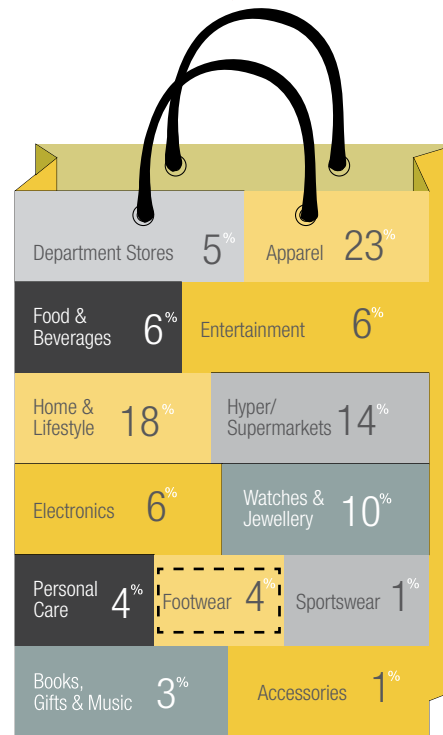 Department Stores 5% Apparel 23%
Food &
Beverages 6% Entertainment 6%
Home &
Lifestyle 18% Hyper/
Supermarkets 14%
Electronics 6% Watches &
Jewellery 10%
Personal
Care 4% Footwear 4% Sportswear 1%
Books,
Gifts & Music 3% Accessories 1%